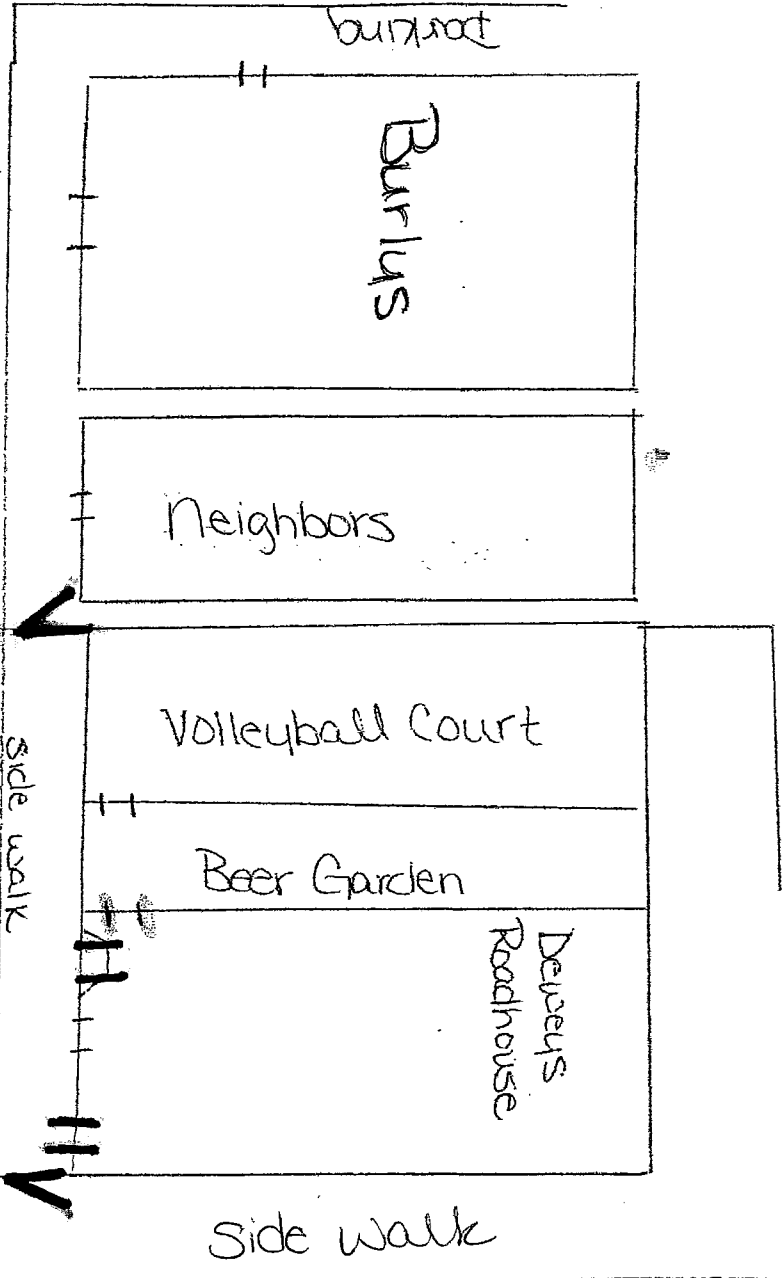 Parking
Burlys
Neighbors
Volleyball Court
Side walk
Beer Garden
Deweys
Roadhouse
Side walk